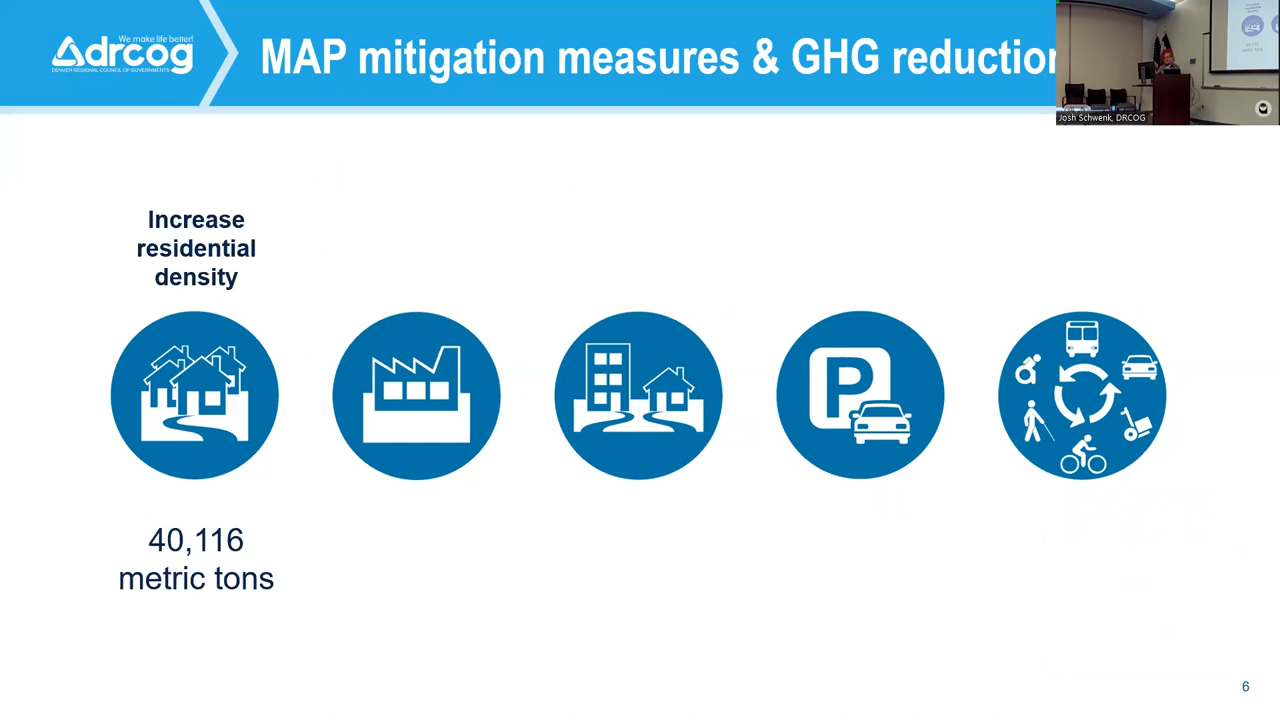 We make life better!
drcog
DENVER REGIONAL COUNCIL OF GOVERNMENTS
MAP mitigation measures & GHG reduction
Josh Schwenk, DRCOG
Increase
residential
density
P
40,116
metric tons
6